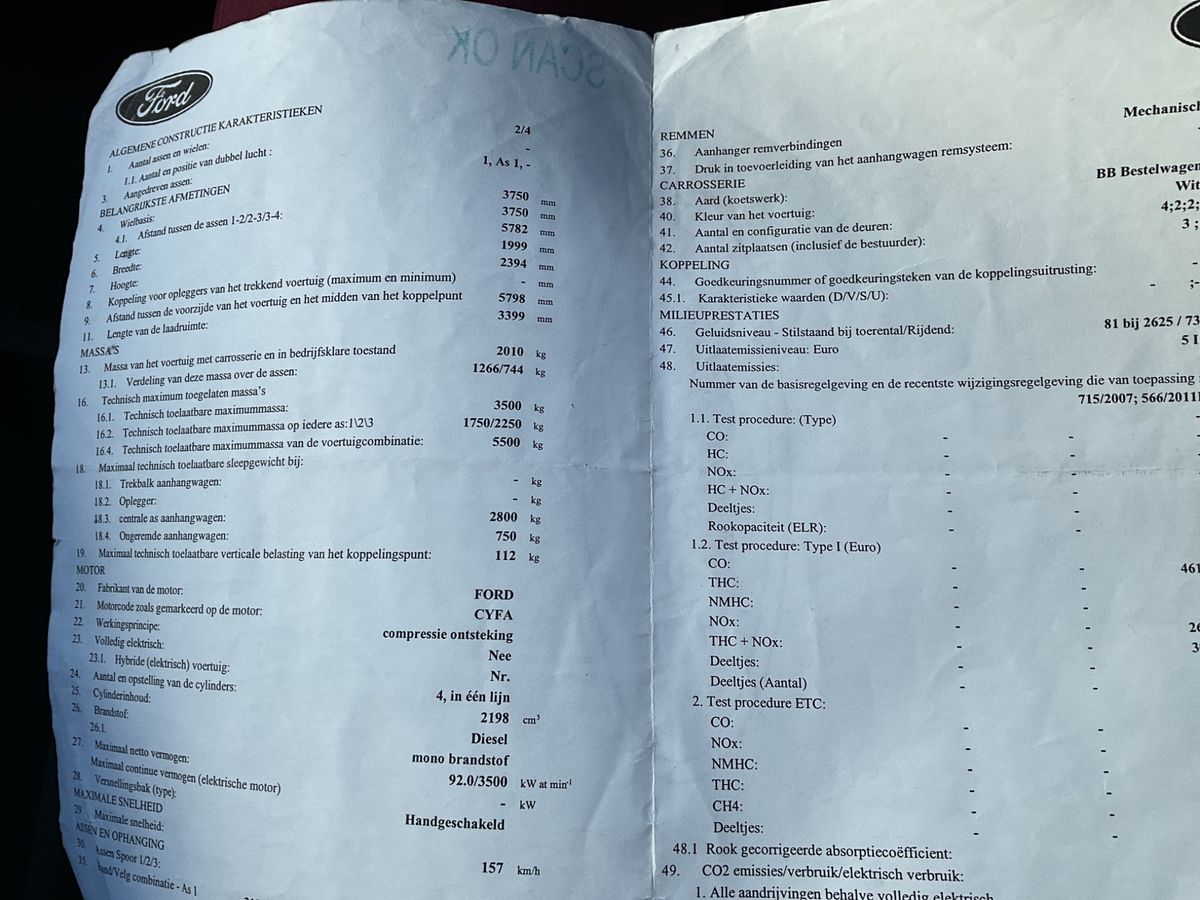 SCAN OK
Ford
ALGEMENE CONSTRUCTIE KARAKTERISTIEKEN
1. Aantal assen en wielen: 2/4
1.1. Aantal en positie van dubbel lucht : -
3. Aangedreven assen: 1, As 1, -
BELANGRIJKSTE AFMETINGEN
4. Wielbasis: 3750 mm
4.1. Afstand tussen de assen 1-2/2-3/3-4: 3750 mm
5. Lengte: 5782 mm
6. Breedte: 1999 mm
7. Hoogte: 2394 mm
8. Koppeling voor opleggers van het trekkend voertuig (maximum en minimum) - mm
9. Afstand tussen de voorzijde van het voertuig en het midden van het koppelpunt 5798 mm
11. Lengte van de laadruimte: 3399 mm
MASSA'S
13. Massa van het voertuig met carrosserie en in bedrijfsklare toestand 2010 kg
13.1. Verdeling van deze massa over de assen: 1266/744 kg
16. Technisch maximum toegelaten massa's
16.1. Technisch toelaatbare maximummassa: 3500 kg
16.2. Technisch toelaatbare maximummassa op iedere as:1\2\3 1750/2250 kg
16.4. Technisch toelaatbare maximummassa van de voertuigcombinatie: 5500 kg
18. Maximaal technisch toelaatbare sleepgewicht bij:
18.1. Trekbalk aanhangwagen: - kg
18.2. Oplegger: - kg
18.3. centrale as aanhangwagen: 2800 kg
18.4. Ongeremde aanhangwagen: 750 kg
19. Maximaal technisch toelaatbare verticale belasting van het koppelingspunt: 112 kg
MOTOR
20. Fabrikant van de motor: FORD
21. Motorcode zoals gemarkeerd op de motor: CYFA
22. Werkingsprincipe: compressie ontsteking
23. Volledig elektrisch: Nee
23.1. Hybride (elektrisch) voertuig: Nr.
24. Aantal en opstelling van de cylinders: 4, in één lijn
25. Cylinderinhoud: 2198 cm³
26. Brandstof: Diesel
26.1. mono brandstof
27. Maximaal netto vermogen: 92.0/3500 kW at min⁻¹
Maximaal continue vermogen (elektrische motor) - kW
28. Versnellingsbak (type): Handgeschakeld
MAXIMALE SNELHEID
29 Maximale snelheid: 157 km/h
ASSEN EN OPHANGING
30. Assen Spoor 1/2/3:
35. Band/Velg combinatie - As 1
Mechanisch
REMMEN
36. Aanhanger remverbindingen
37. Druk in toevoerleiding van het aanhangwagen remsysteem:
CARROSSERIE
38. Aard (koetswerk): BB Bestelwagen
40. Kleur van het voertuig: Wit
41. Aantal en configuratie van de deuren: 4;2;2;
42. Aantal zitplaatsen (inclusief de bestuurder): 3 ;
KOPPELING
44. Goedkeuringsnummer of goedkeuringsteken van de koppelingsuitrusting: -
45.1. Karakteristieke waarden (D/V/S/U): - ;-
MILIEUPRESTATIES
46. Geluidsniveau - Stilstaand bij toerental/Rijdend: 81 bij 2625 / 73
47. Uitlaatemissieniveau: Euro 5
48. Uitlaatemissies:
Nummer van de basisregelgeving en de recentste wijzigingsregelgeving die van toepassing
715/2007; 566/2011
1.1. Test procedure: (Type) -
CO: - -
HC: - -
NOx: - -
HC + NOx: - -
Deeltjes: - -
Rookopaciteit (ELR): - -
1.2. Test procedure: Type I (Euro)
CO: - - 461
THC: - -
NMHC: - -
NOx: - - 26
THC + NOx: - -
Deeltjes: - -
Deeltjes (Aantal) - -
2. Test procedure ETC:
CO: - -
NOx: - -
NMHC: - -
THC: - -
CH4: - -
Deeltjes: - -
48.1 Rook gecorrigeerde absorptiecoëfficient:
49. CO2 emissies/verbruik/elektrisch verbruik:
1. Alle aandrijvingen behalve volledig elektrisch